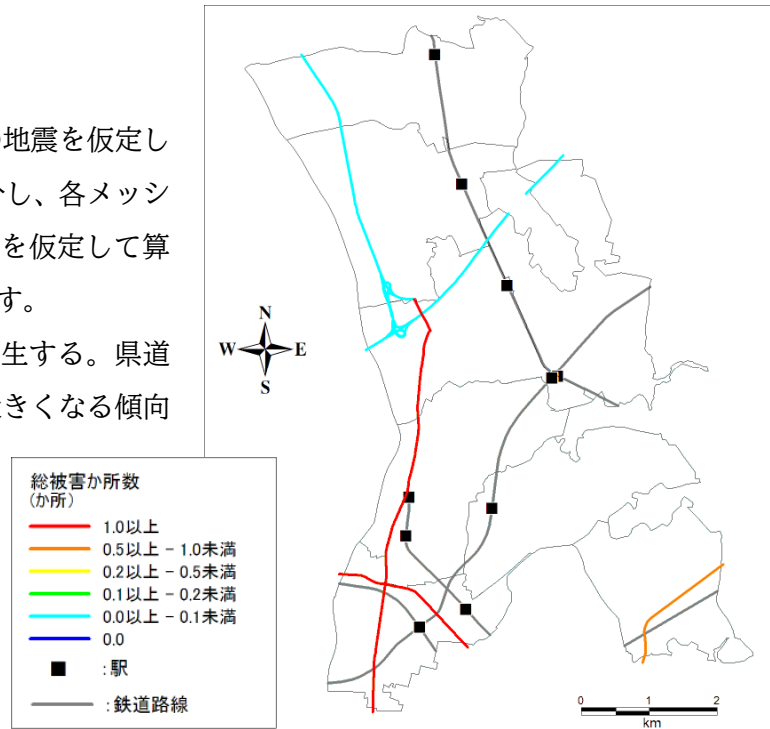 地震を仮定し
し、各メッシ
を仮定して算
す。
生する。県道
きくなる傾向
N
W
E
S
総被害か所数
(か所)
1.0以上
0.5以上 - 1.0未満
0.2以上 - 0.5未満
0.1以上 - 0.2未満
0.0以上 - 0.1未満
0.0
:駅
:鉄道路線
0 1 2
km